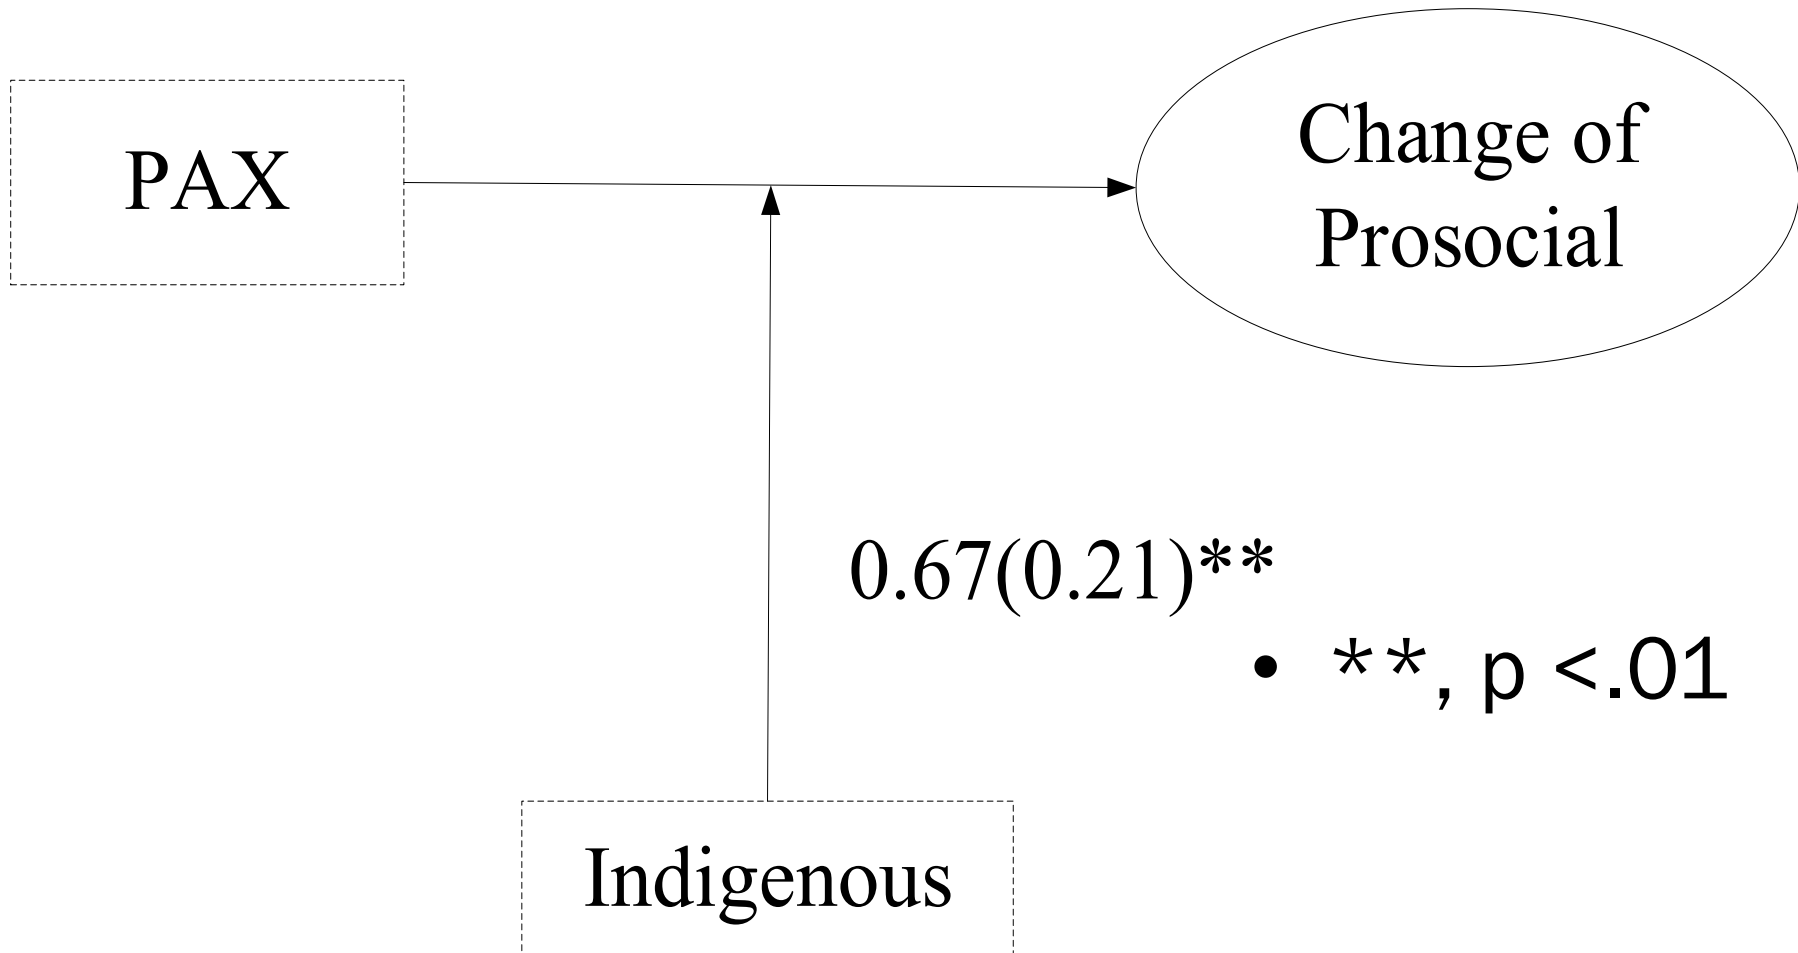 PAX
Change of
Prosocial
0.67(0.21)**
• **, p <.01
Indigenous